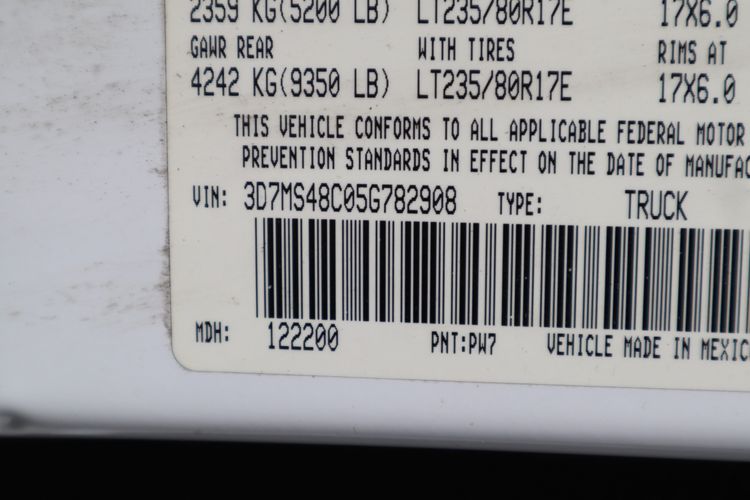 2359 KG(5200 LB) LT235/80R17E 17X6.0
GAWR REAR WITH TIRES RIMS AT
4242 KG(9350 LB) LT235/80R17E 17X6.0
THIS VEHICLE CONFORMS TO ALL APPLICABLE FEDERAL MOTOR
PREVENTION STANDARDS IN EFFECT ON THE DATE OF MANUFAC
VIN: 3D7MS48C05G782908 TYPE: TRUCK
MDH: 122200 PNT:PW7 VEHICLE MADE IN MEXIC